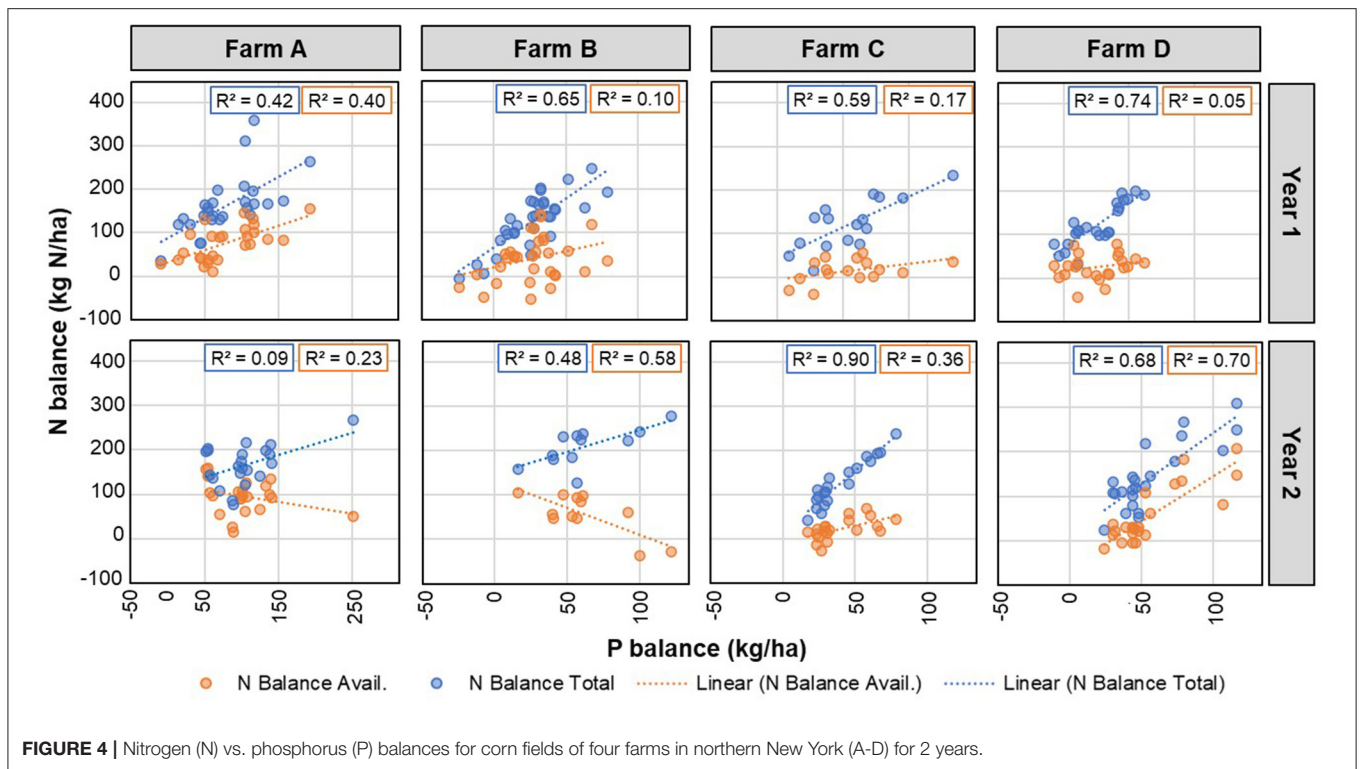 Farm A Farm B Farm C Farm D
400 R² = 0.42 R² = 0.40 R² = 0.65 R² = 0.10 R² = 0.59 R² = 0.17 R² = 0.74 R² = 0.05
300
200
100
0
-100
Year 1
N balance (kg N/ha)
400 R² = 0.09 R² = 0.23 R² = 0.48 R² = 0.58 R² = 0.90 R² = 0.36 R² = 0.68 R² = 0.70
300
200
100
0
-100
Year 2
-50 0 50 150 250 -50 0 50 100 -50 0 50 100 -50 0 50 100
P balance (kg/ha)
N Balance Avail. N Balance Total Linear (N Balance Avail.) Linear (N Balance Total)
FIGURE 4 | Nitrogen (N) vs. phosphorus (P) balances for corn fields of four farms in northern New York (A-D) for 2 years.